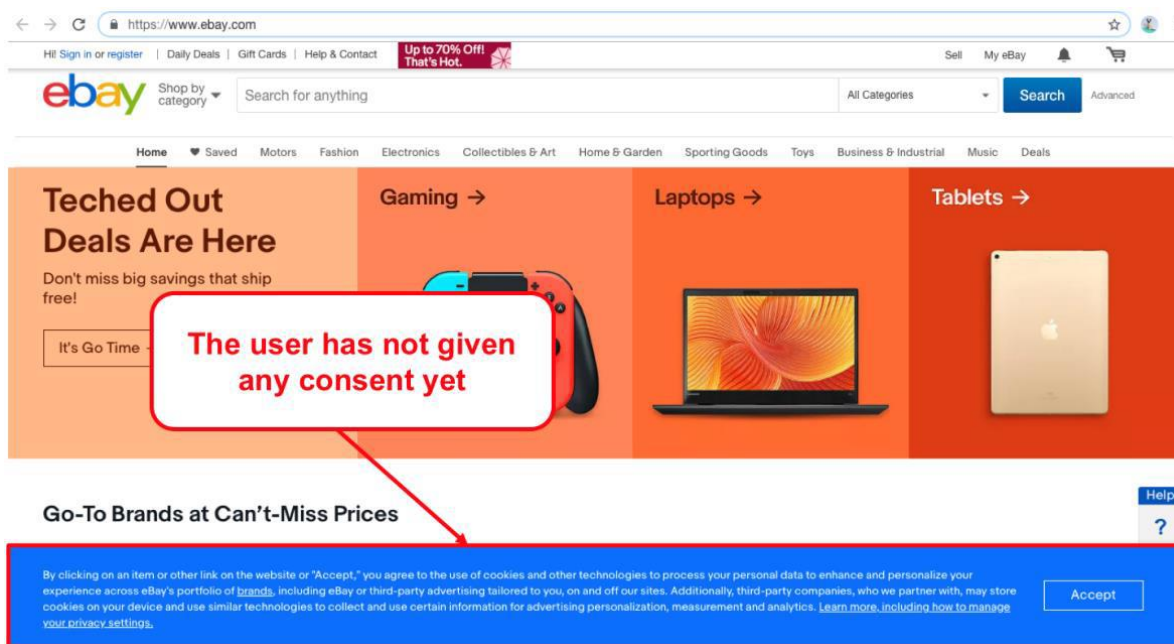 https://www.ebay.com
Hi! Sign in or register | Daily Deals | Gift Cards | Help & Contact Up to 70% Off! That's Hot. Sell My eBay
ebay Shop by category Search for anything All Categories Search Advanced
Home Saved Motors Fashion Electronics Collectibles & Art Home & Garden Sporting Goods Toys Business & Industrial Music Deals
Teched Out
Deals Are Here
Don't miss big savings that ship
free!
It's Go Time
Gaming →
Laptops →
Tablets →
The user has not given
any consent yet
Go-To Brands at Can't-Miss Prices
Help
?
By clicking on an item or other link on the website or "Accept," you agree to the use of cookies and other technologies to process your personal data to enhance and personalize your
experience across eBay's portfolio of brands, including eBay or third-party advertising tailored to you, on and off our sites. Additionally, third-party companies, who we partner with, may store
cookies on your device and use similar technologies to collect and use certain information for advertising personalization, measurement and analytics. Learn more, including how to manage
your privacy settings.
Accept